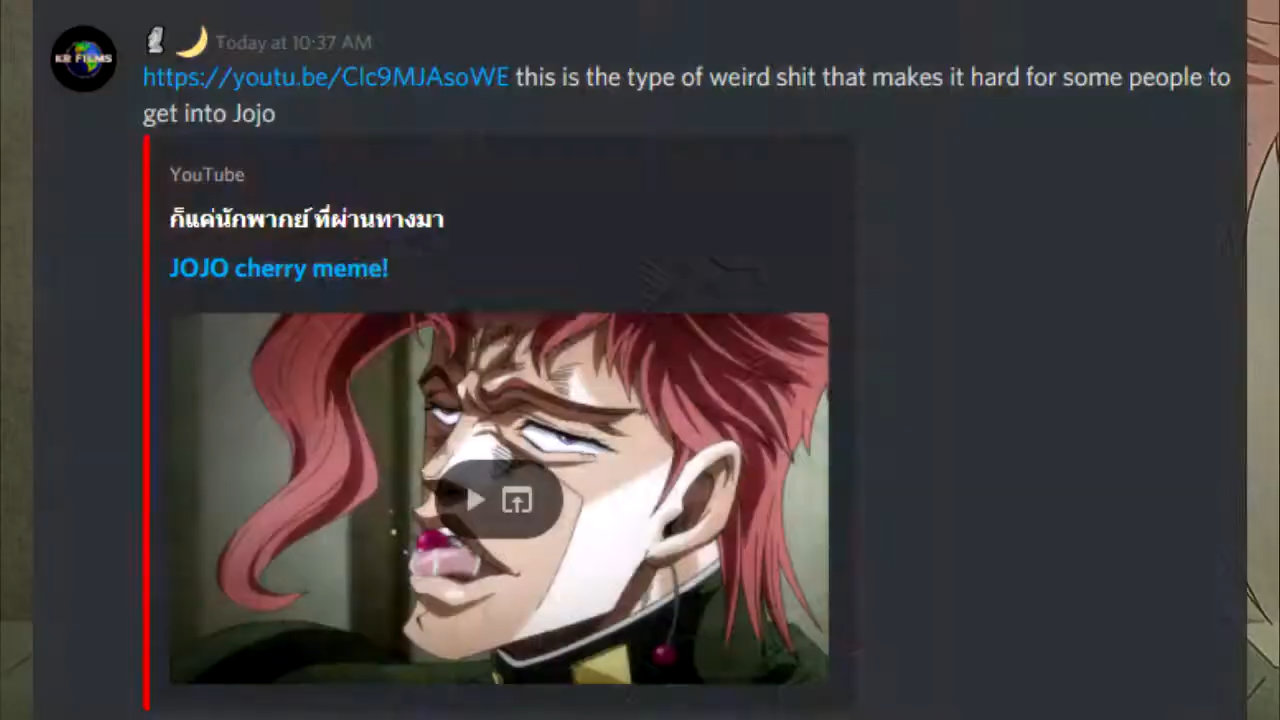 Today at 10:37 AM
KR FILMS
https://youtu.be/Clc9MJAsoWE this is the type of weird shit that makes it hard for some people to
get into Jojo
YouTube
ก็แค่นักพากย์ ที่ผ่านทางมา
JOJO cherry meme!